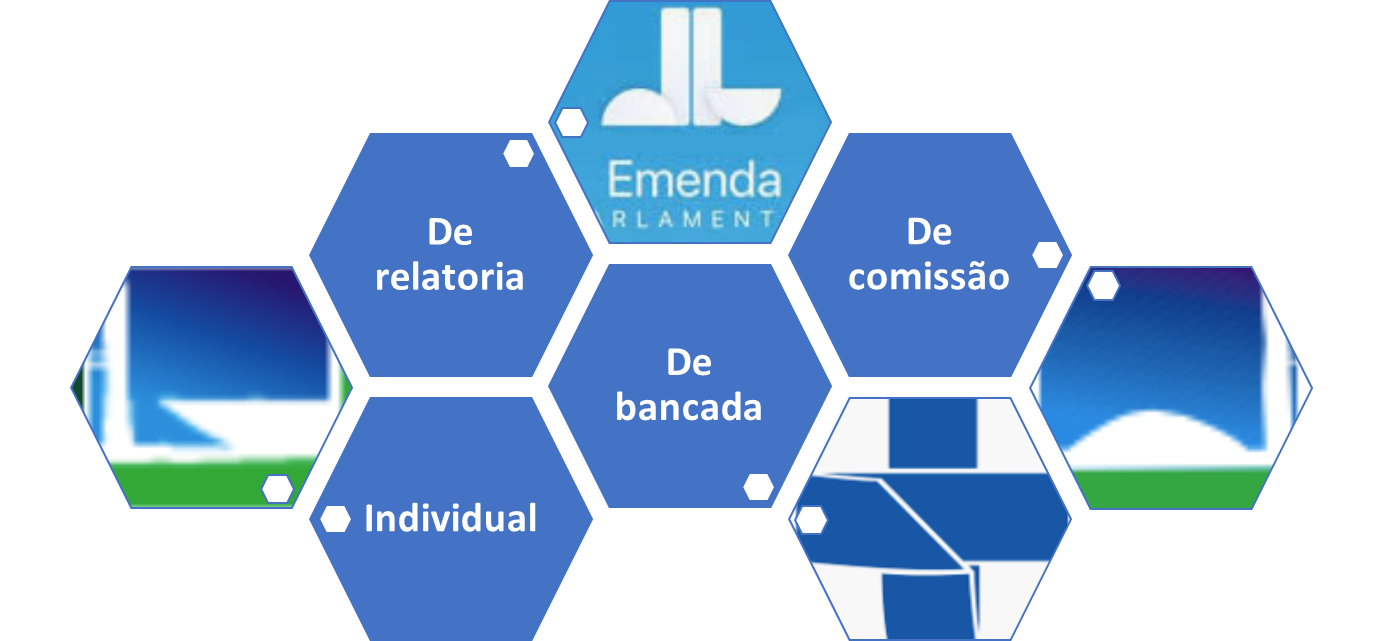 Emenda
RLAMENT
De
relatoria
De
comissão
De
bancada
Individual